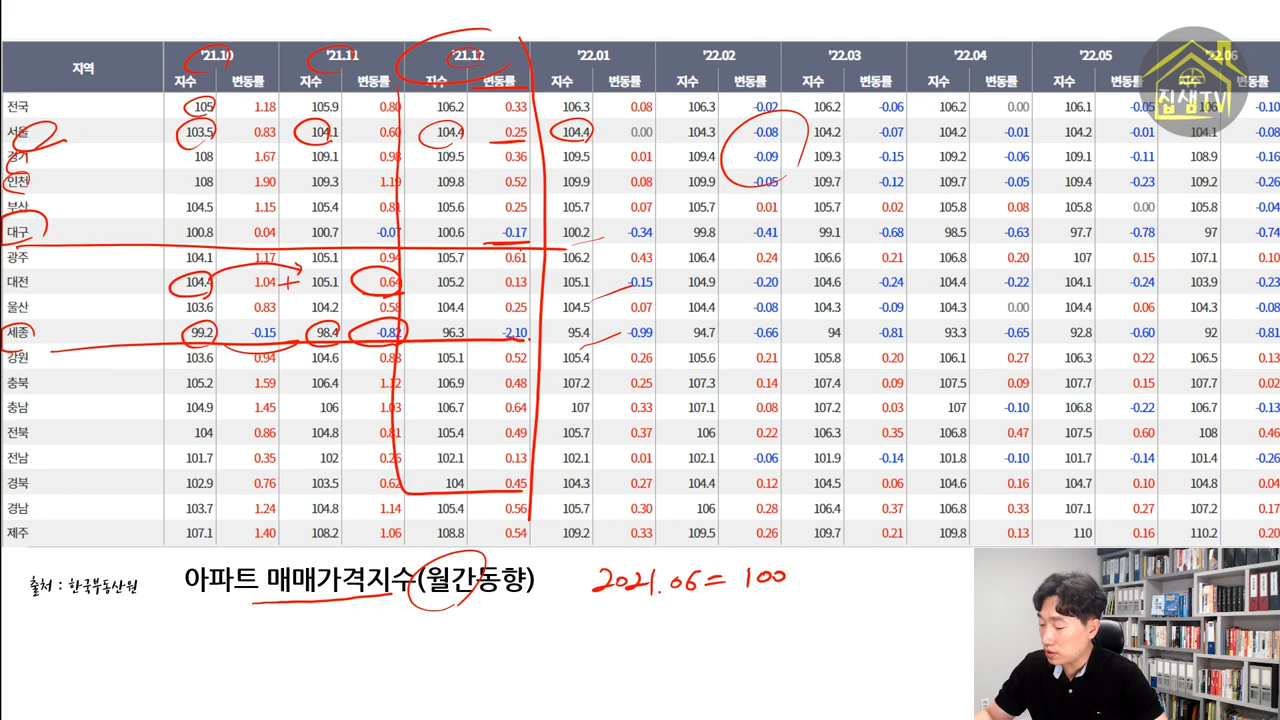 지역 '21.10 '21.11 '21.12 '22.01 '22.02 '22.03 '22.04 '22.05 '22.06
지수 변동률 지수 변동률 지수 변동률 지수 변동률 지수 변동률 지수 변동률 지수 변동률 지수 변동률 지수 변동률
집샘TV
전국 105 1.18 105.9 0.80 106.2 0.33 106.3 0.08 106.3 -0.02 106.2 -0.06 106.2 0.00 106.1 -0.05 106 -0.10
서울 103.5 0.83 104.1 0.60 104.4 0.25 104.4 0.00 104.3 -0.08 104.2 -0.07 104.2 -0.01 104.2 -0.01 104.1 -0.08
경기 108 1.67 109.1 0.98 109.5 0.36 109.5 0.01 109.4 -0.09 109.3 -0.15 109.2 -0.06 109.1 -0.11 108.9 -0.16
인천 108 1.90 109.3 1.19 109.8 0.52 109.9 0.08 109.9 -0.05 109.7 -0.12 109.7 -0.05 109.4 -0.23 109.2 -0.26
부산 104.5 1.15 105.4 0.81 105.6 0.25 105.7 0.07 105.7 0.01 105.7 0.02 105.8 0.08 105.8 0.00 105.8 -0.04
대구 100.8 0.04 100.7 -0.07 100.6 -0.17 100.2 -0.34 99.8 -0.41 99.1 -0.68 98.5 -0.63 97.7 -0.78 97 -0.74
광주 104.1 1.17 105.1 0.94 105.7 0.61 106.2 0.43 106.4 0.24 106.6 0.21 106.8 0.20 107 0.15 107.1 0.10
대전 104.4 1.04 + 105.1 0.64 105.2 0.13 105.1 -0.15 104.9 -0.20 104.6 -0.24 104.4 -0.22 104.1 -0.24 103.9 -0.23
울산 103.6 0.83 104.2 0.58 104.4 0.25 104.5 0.07 104.4 -0.08 104.3 -0.09 104.3 0.00 104.4 0.06 104.3 -0.08
세종 99.2 -0.15 98.4 -0.82 96.3 -2.10 95.4 -0.99 94.7 -0.66 94 -0.81 93.3 -0.65 92.8 -0.60 92 -0.81
강원 103.6 0.94 104.6 0.88 105.1 0.52 105.4 0.26 105.6 0.21 105.8 0.20 106.1 0.27 106.3 0.22 106.5 0.13
충북 105.2 1.59 106.4 1.12 106.9 0.48 107.2 0.25 107.3 0.14 107.4 0.09 107.5 0.09 107.7 0.15 107.7 0.02
충남 104.9 1.45 106 1.03 106.7 0.64 107 0.33 107.1 0.08 107.2 0.03 107 -0.10 106.8 -0.22 106.7 -0.13
전북 104 0.86 104.8 0.81 105.4 0.49 105.7 0.37 106 0.22 106.3 0.35 106.8 0.47 107.5 0.60 108 0.46
전남 101.7 0.35 102 0.26 102.1 0.13 102.1 0.01 102.1 -0.06 101.9 -0.14 101.8 -0.10 101.7 -0.14 101.4 -0.26
경북 102.9 0.76 103.5 0.62 104 0.45 104.3 0.27 104.4 0.12 104.5 0.06 104.6 0.16 104.7 0.10 104.8 0.04
경남 103.7 1.24 104.8 1.14 105.4 0.56 105.7 0.30 106 0.28 106.4 0.37 106.8 0.33 107.1 0.27 107.2 0.17
제주 107.1 1.40 108.2 1.06 108.8 0.54 109.2 0.33 109.5 0.26 109.7 0.21 109.8 0.13 110 0.16 110.2 0.20
출처 : 한국부동산원 아파트 매매가격지수(월간동향) 2021.06 = 100